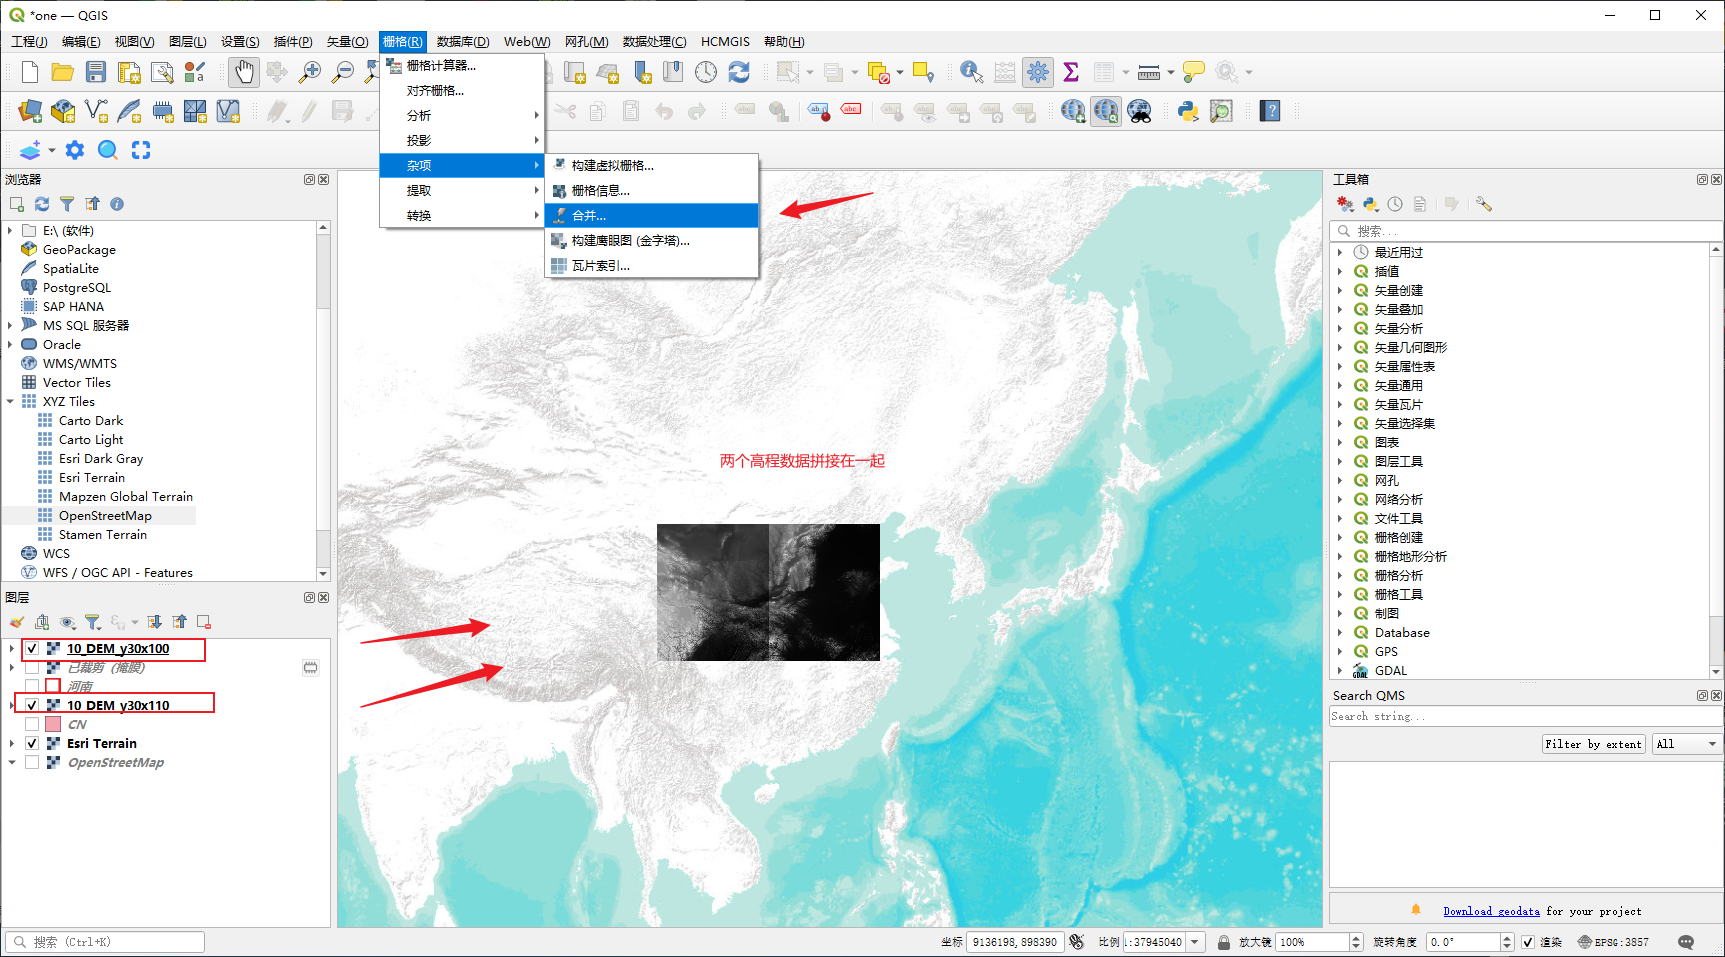 *one — QGIS
工程(J) 编辑(E) 视图(V) 图层(L) 设置(S) 插件(P) 矢量(O) 栅格(R) 数据库(D) Web(W) 网孔(M) 数据处理(C) HCMGIS 帮助(H)
栅格计算器...
对齐栅格...
分析
投影
杂项
提取
转换
构建虚拟栅格...
栅格信息...
合并...
构建鹰眼图 (金字塔)...
瓦片索引...
浏览器
E:\ (软件)
GeoPackage
SpatiaLite
PostgreSQL
SAP HANA
MS SQL 服务器
Oracle
WMS/WMTS
Vector Tiles
XYZ Tiles
Carto Dark
Carto Light
Esri Dark Gray
Esri Terrain
Mapzen Global Terrain
OpenStreetMap
Stamen Terrain
WCS
WFS / OGC API - Features
图层
10_DEM_y30x100
已裁剪 (掩膜)
河南
10_DEM_y30x110
CN
Esri Terrain
OpenStreetMap
两个高程数据拼接在一起
工具箱
搜索...
最近用过
插值
矢量创建
矢量叠加
矢量分析
矢量几何图形
矢量属性表
矢量通用
矢量瓦片
矢量选择集
图表
图层工具
网孔
网络分析
文件工具
栅格创建
栅格地形分析
栅格分析
栅格工具
制图
Database
GPS
GDAL
Search QMS
Search string...
Filter by extent All
Download geodata for your project
搜索 (Ctrl+K) 坐标 9136198,898390 比例 1:37945040 放大镜 100% 旋转角度 0.0° 渲染 EPSG:3857